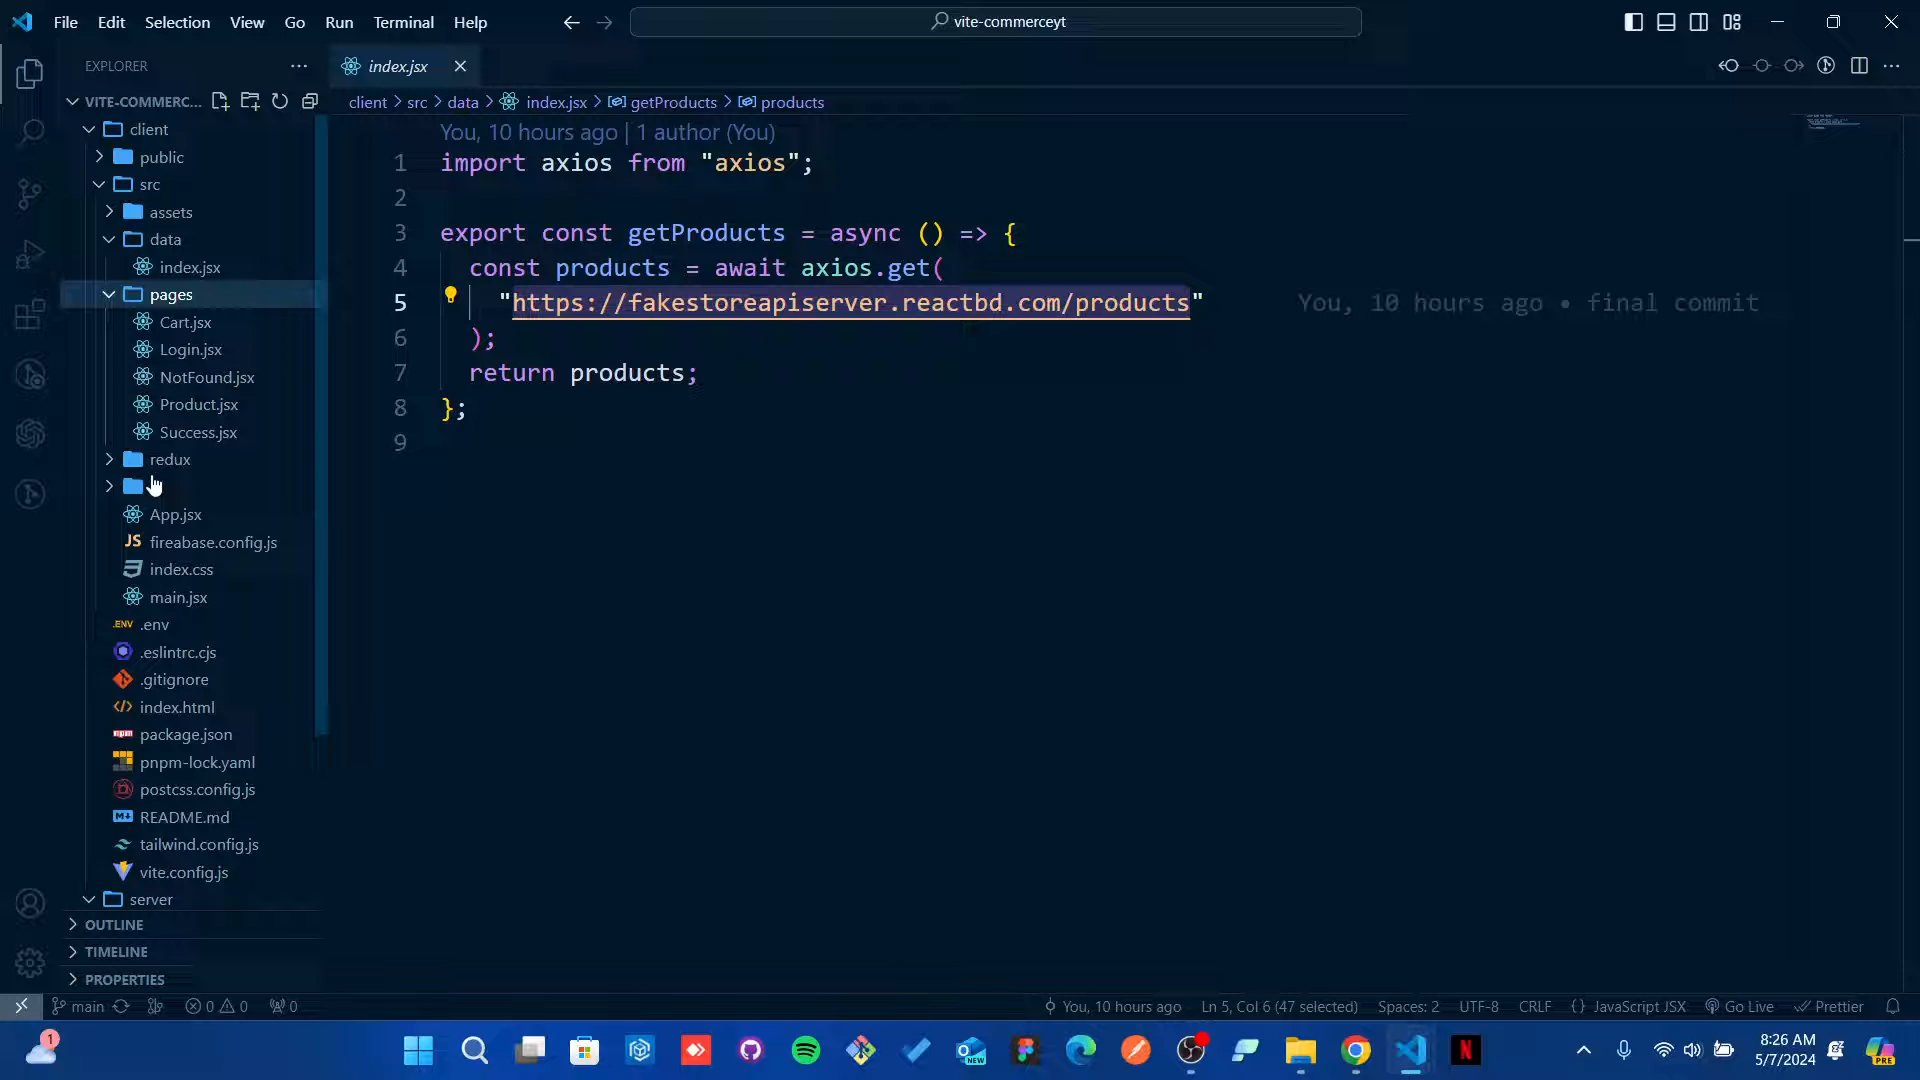 File Edit Selection View Go Run Terminal Help
vite-commerceyt
EXPLORER
VITE-COMMERC...
client
public
src
assets
data
index.jsx
pages
Cart.jsx
Login.jsx
NotFound.jsx
Product.jsx
Success.jsx
redux
App.jsx
JS fireabase.config.js
index.css
main.jsx
.ENV .env
.eslintrc.cjs
.gitignore
index.html
package.json
pnpm-lock.yaml
postcss.config.js
README.md
tailwind.config.js
vite.config.js
server
OUTLINE
TIMELINE
PROPERTIES
index.jsx
client > src > data > index.jsx > getProducts > products
You, 10 hours ago | 1 author (You)
1 import axios from "axios";
2
3 export const getProducts = async () => {
4 const products = await axios.get(
5 "https://fakestoreapiserver.reactbd.com/products" You, 10 hours ago • final commit
6 );
7 return products;
8 };
9
main 0 0 0 You, 10 hours ago Ln 5, Col 6 (47 selected) Spaces: 2 UTF-8 CRLF {} JavaScript JSX Go Live Prettier
1
NEW
8:26 AM
5/7/2024
PRE